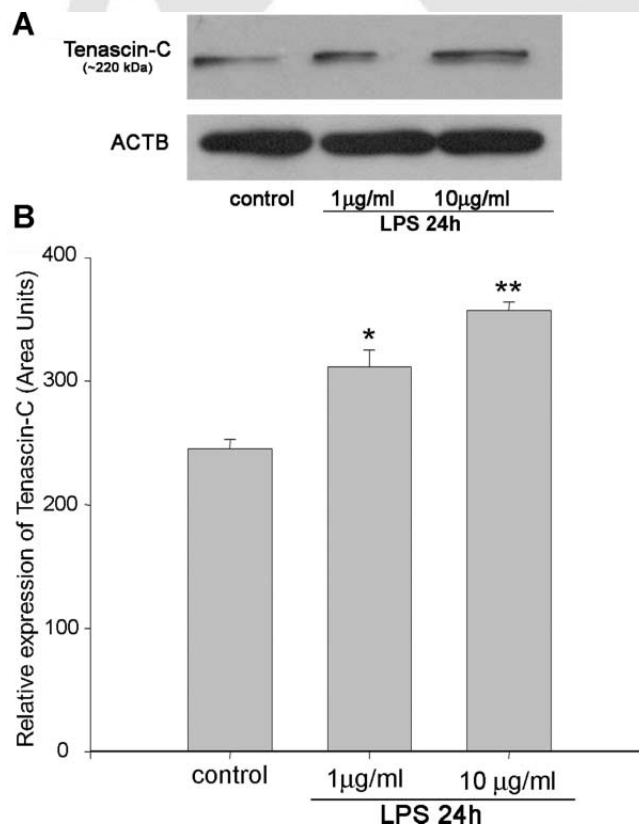 A
Tenascin-C
(~220 kDa)
ACTB
control 1μg/ml 10μg/ml
LPS 24h
B
Relative expression of Tenascin-C (Area Units)
400
**
*
300
200
100
0
control 1μg/ml 10 μg/ml
LPS 24h